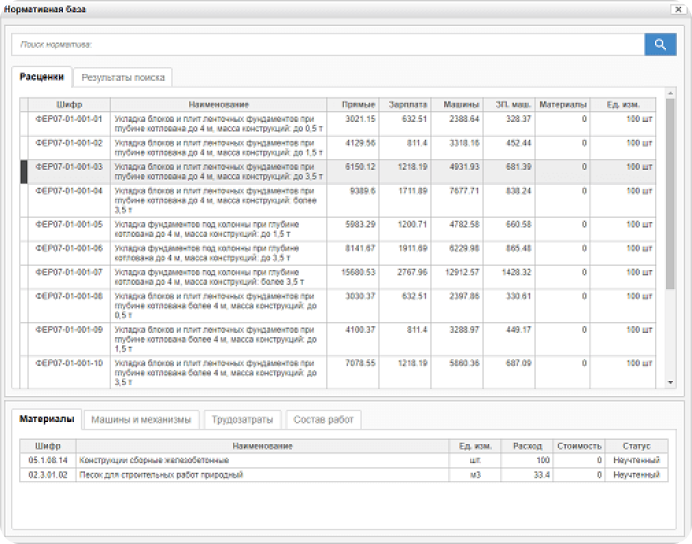 Нормативная база
Поиск норматива:
Расценки Результаты поиска
Шифр Наименование Прямые Зарплата Машины ЗП. маш. Материалы Ед. изм.
ФЕР07-01-001-01 Укладка блоков и плит ленточных фундаментов при 3021.15 632.51 2388.64 328.37 0 100 шт
глубине котлована до 4 м, масса конструкций: до 0,5 т
ФЕР07-01-001-02 Укладка блоков и плит ленточных фундаментов при 4129.56 811.4 3318.16 452.44 0 100 шт
глубине котлована до 4 м, масса конструкций: до 1,5 т
ФЕР07-01-001-03 Укладка блоков и плит ленточных фундаментов при 6150.12 1218.19 4931.93 681.39 0 100 шт
глубине котлована до 4 м, масса конструкций: до 3,5 т
ФЕР07-01-001-04 Укладка блоков и плит ленточных фундаментов при 9389.6 1711.89 7677.71 838.24 0 100 шт
глубине котлована до 4 м, масса конструкций: более
3,5 т
ФЕР07-01-001-05 Укладка фундаментов под колонны при глубине 5983.29 1200.71 4782.58 660.58 0 100 шт
котлована до 4 м, масса конструкций: до 1,5 т
ФЕР07-01-001-06 Укладка фундаментов под колонны при глубине 8141.67 1911.69 6229.98 865.48 0 100 шт
котлована до 4 м, масса конструкций: до 3,5 т
ФЕР07-01-001-07 Укладка фундаментов под колонны при глубине 15680.53 2767.96 12912.57 1428.32 0 100 шт
котлована до 4 м, масса конструкций: более 3,5 т
ФЕР07-01-001-08 Укладка блоков и плит ленточных фундаментов при 3030.37 632.51 2397.86 330.61 0 100 шт
глубине котлована более 4 м, масса конструкций: до
0,5 т
ФЕР07-01-001-09 Укладка блоков и плит ленточных фундаментов при 4100.37 811.4 3288.97 449.17 0 100 шт
глубине котлована более 4 м, масса конструкций: до
1,5 т
ФЕР07-01-001-10 Укладка блоков и плит ленточных фундаментов при 7078.55 1218.19 5860.36 687.09 0 100 шт
глубине котлована более 4 м, масса конструкций: до
3,5 т
Материалы Машины и механизмы Трудозатраты Состав работ
Шифр Наименование Ед. изм. Расход Стоимость Статус
05.1.08.14 Конструкции сборные железобетонные шт. 100 0 Неучтенный
02.3.01.02 Песок для строительных работ природный м3 33.4 0 Неучтенный